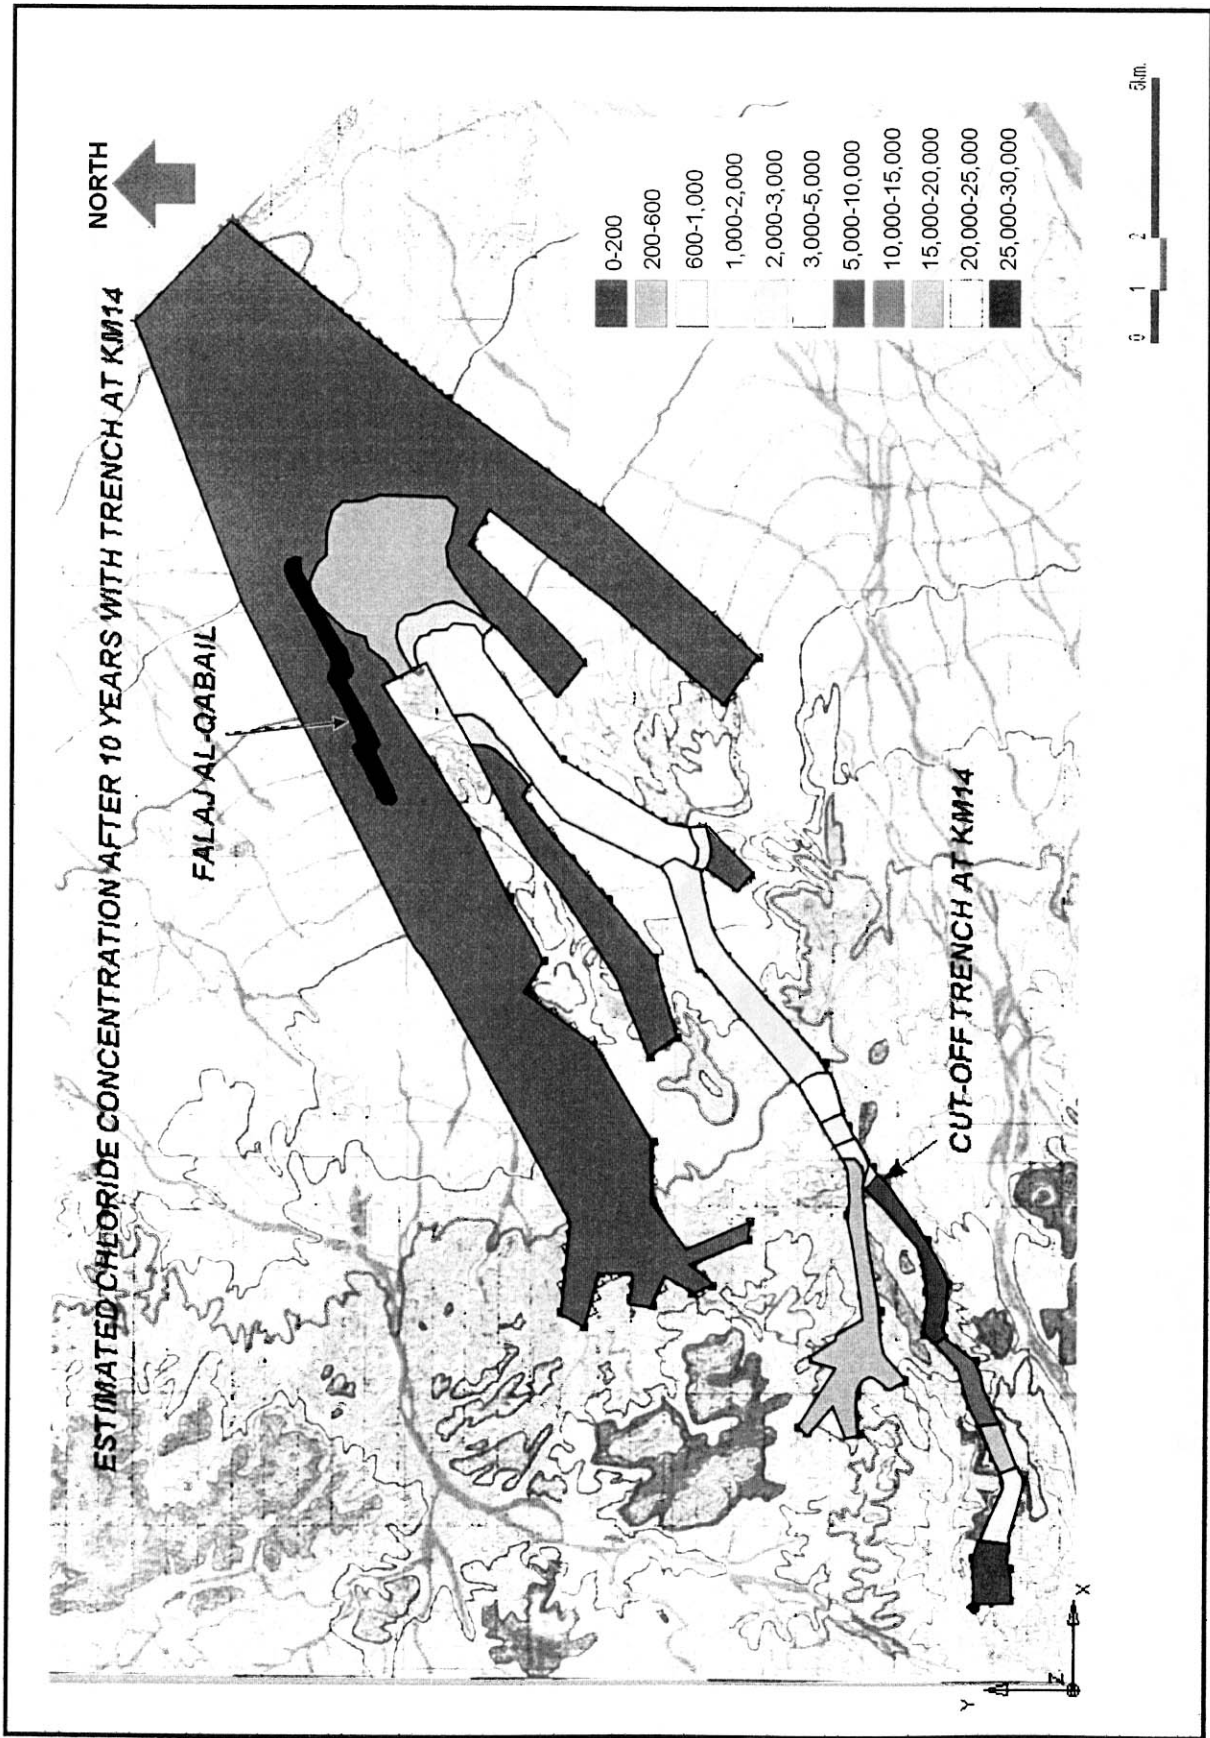 ESTIMATED CHLORIDE CONCENTRATION AFTER 10 YEARS WITH TRENCH AT KM14
NORTH
FALAJ AL-QABAIL
0-200
200-600
600-1,000
1,000-2,000
2,000-3,000
3,000-5,000
5,000-10,000
10,000-15,000
15,000-20,000
20,000-25,000
25,000-30,000
CUT-OFF TRENCH AT KM14
0 1 2 5km.
Y
Z
X